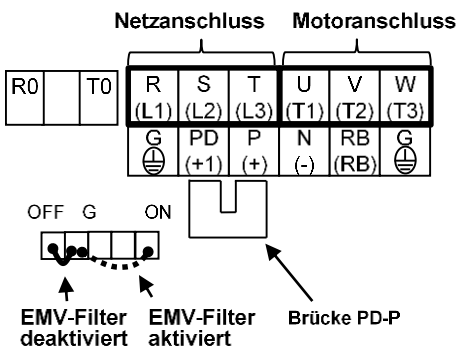 Netzanschluss Motoranschluss
R0 T0 R S T U V W
(L1) (L2) (L3) (T1) (T2) (T3)
G PD P N RB G
(+1) (+) (-) (RB)
OFF G ON
EMV-Filter deaktiviert
EMV-Filter aktiviert
Brücke PD-P